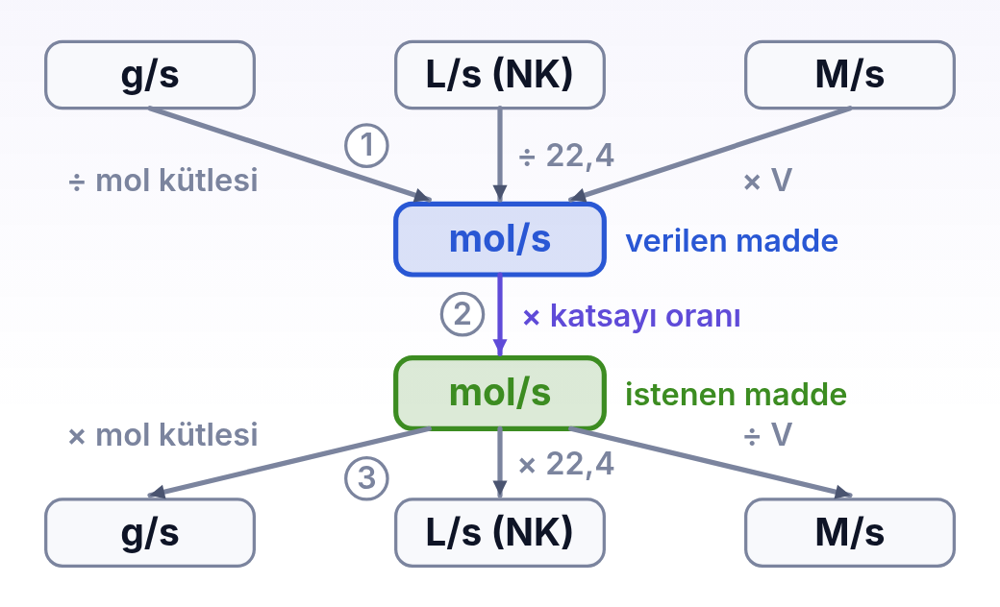 g/s
L/s (NK)
M/s
1
÷ mol kütlesi
÷ 22,4
× V
mol/s
verilen madde
2
× katsayı oranı
mol/s
istenen madde
× mol kütlesi
3
× 22,4
÷ V
g/s
L/s (NK)
M/s